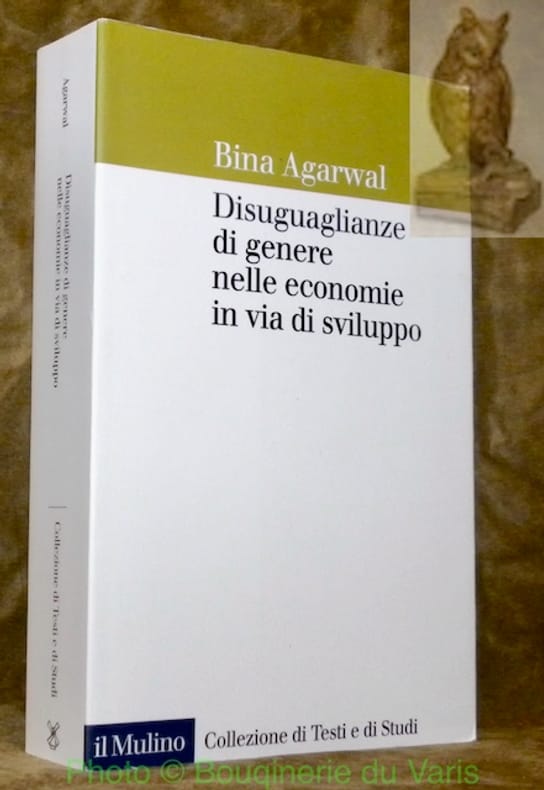 Bina Agarwal
Disuguaglianze
di genere
nelle economie
in via di sviluppo
il Mulino
Collezione di Testi e di Studi
Agarwal
Disuguaglianze di genere
nelle economie in via di sviluppo
Collezione di Testi e di Studi
Photo © Bouqinerie du Varis